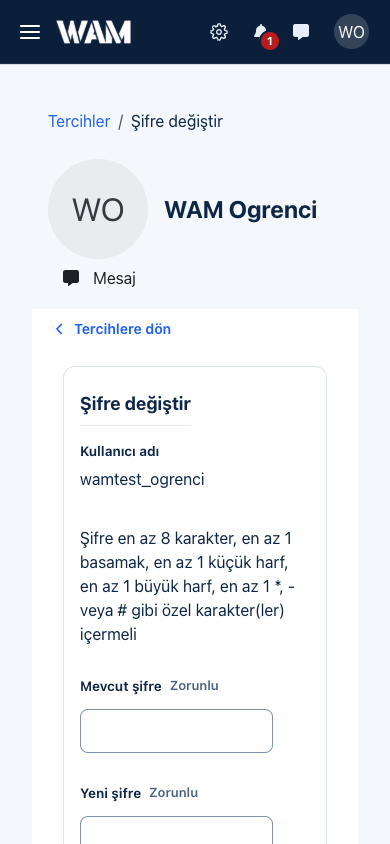 WAM
1
WO
Tercihler / Şifre değiştir
WO
WAM Ogrenci
Mesaj
Tercihlere dön
Şifre değiştir
Kullanıcı adı
wamtest_ogrenci
Şifre en az 8 karakter, en az 1
basamak, en az 1 küçük harf,
en az 1 büyük harf, en az 1 *, -
veya # gibi özel karakter(ler)
içermeli
Mevcut şifre Zorunlu
Yeni şifre Zorunlu